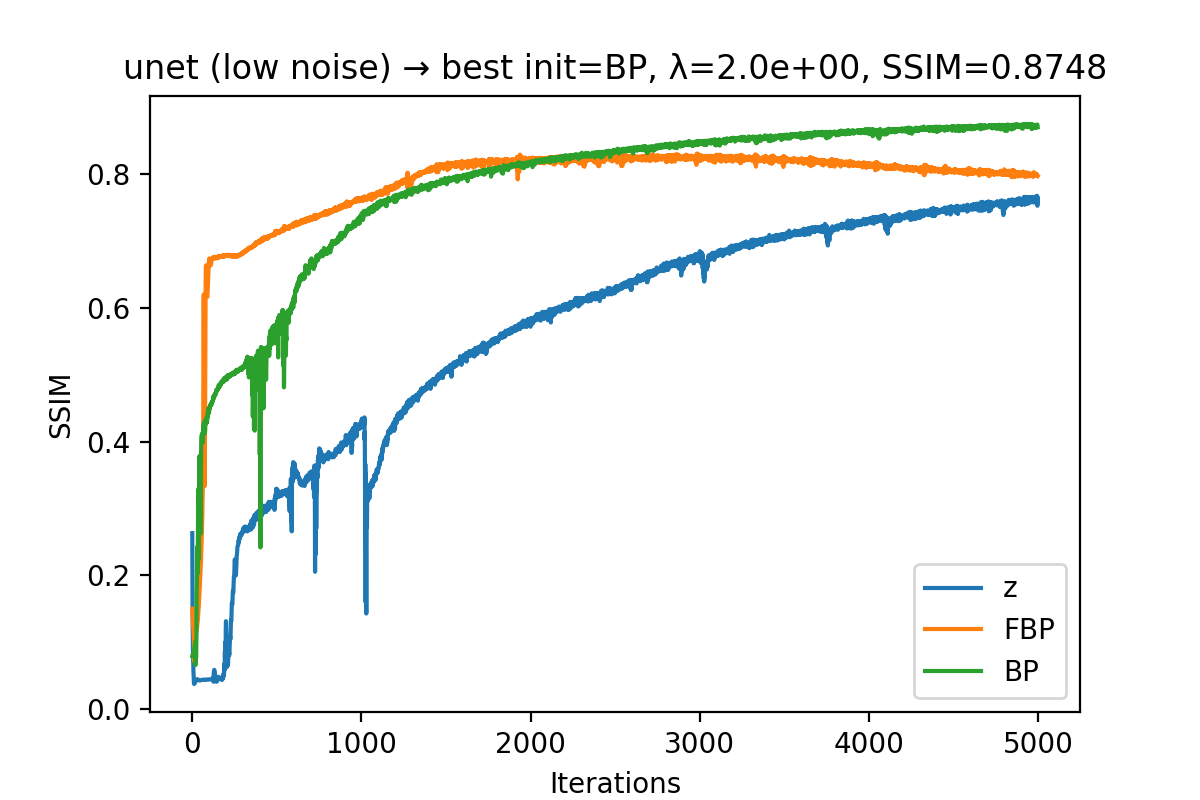 unet (low noise) → best init=BP, λ=2.0e+00, SSIM=0.8748
0.8
0.6
0.4
0.2
0.0
SSIM
z
FBP
BP
0 1000 2000 3000 4000 5000
Iterations